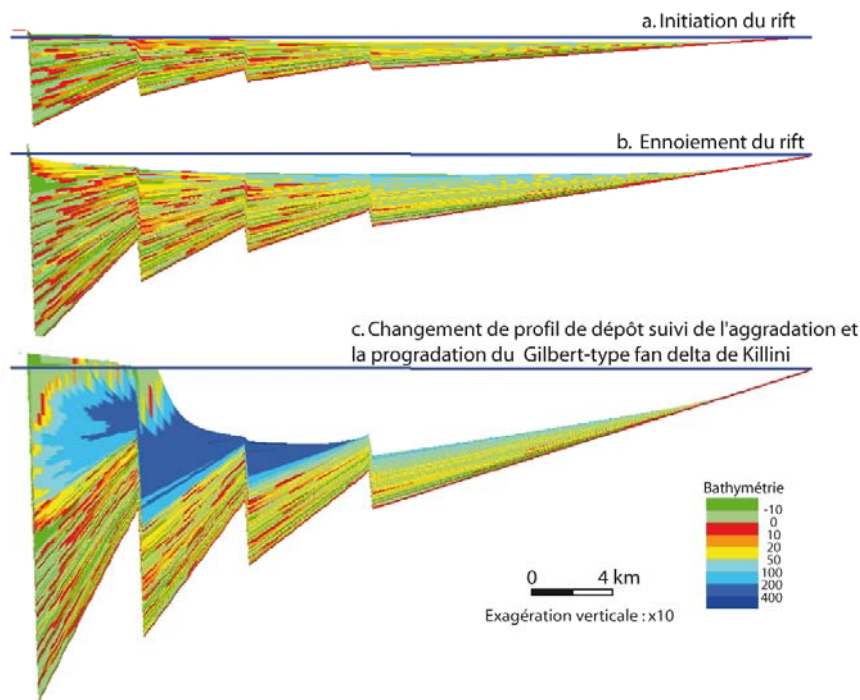 a. Initiation du rift
b. Ennoiement du rift
c. Changement de profil de dépôt suivi de l'aggradation et
la progradation du Gilbert-type fan delta de Killini
Bathymétrie
-10
0
10
20
50
100
200
400
0 4 km
Exagération verticale : x10